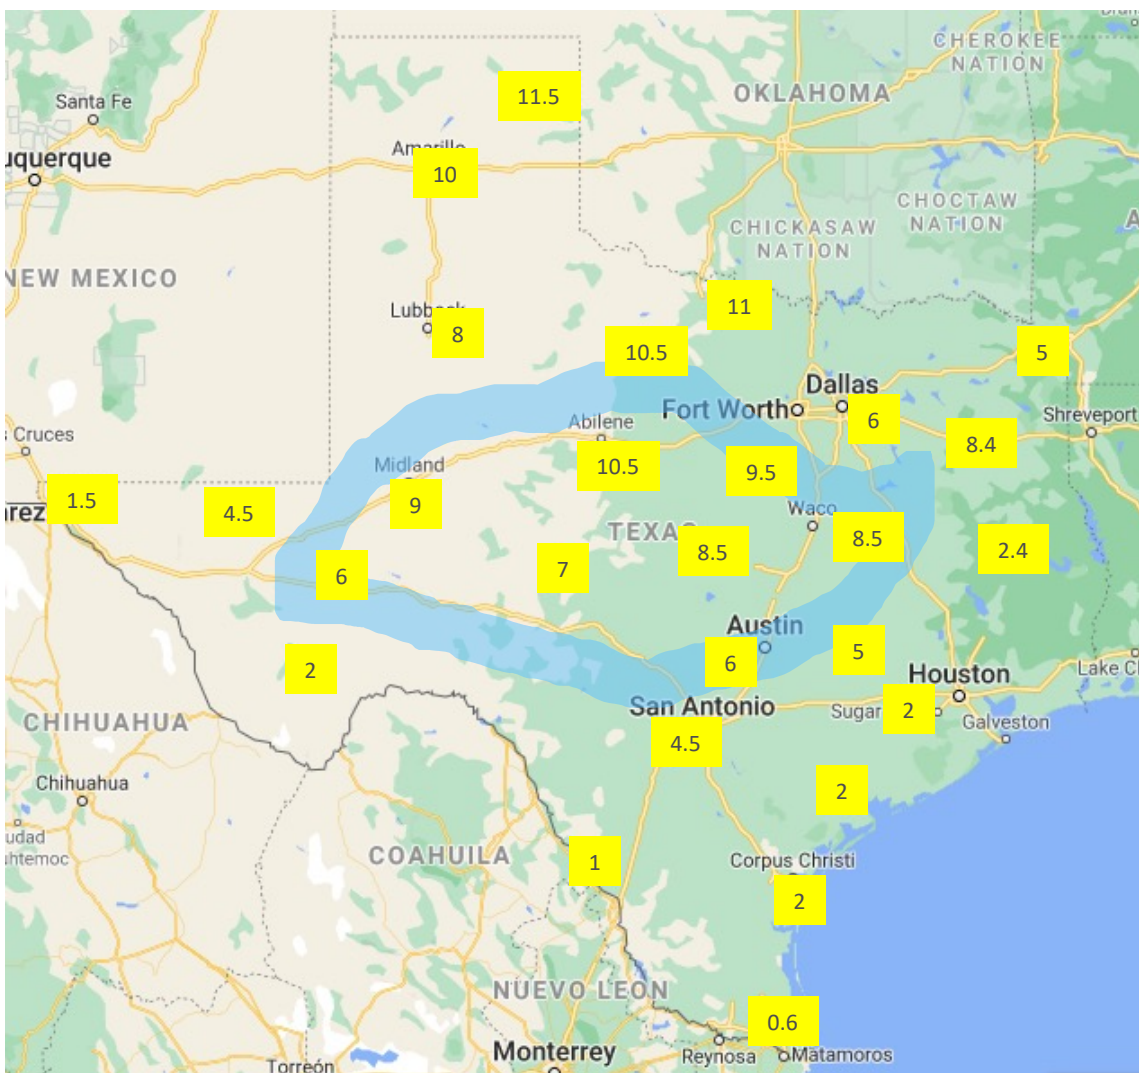 CHEROKEE
NATION
11.5
Santa Fe
OKLAHOMA
Amarillo
uquerque
10
CHOCTAW
NATION
CHICKASAW
NATION
A
NEW MEXICO
11
Lubbock
8
10.5
5
Dallas
Fort Worth
6
Shreveport
Abilene
s Cruces
8.4
Midland
10.5
9.5
1.5
9
4.5
rez
Waco
TEXAS
8.5
8.5
2.4
7
6
Austin
5
6
2
Houston
Lake Ch
San Antonio
Sugar
2
Galveston
CHIHUAHUA
4.5
Chihuahua
2
udad
uhtemoc
COAHUILA
1
Corpus Christi
2
NUEVO LEON
0.6
Monterrey
Reynosa
Matamoros
Torreón